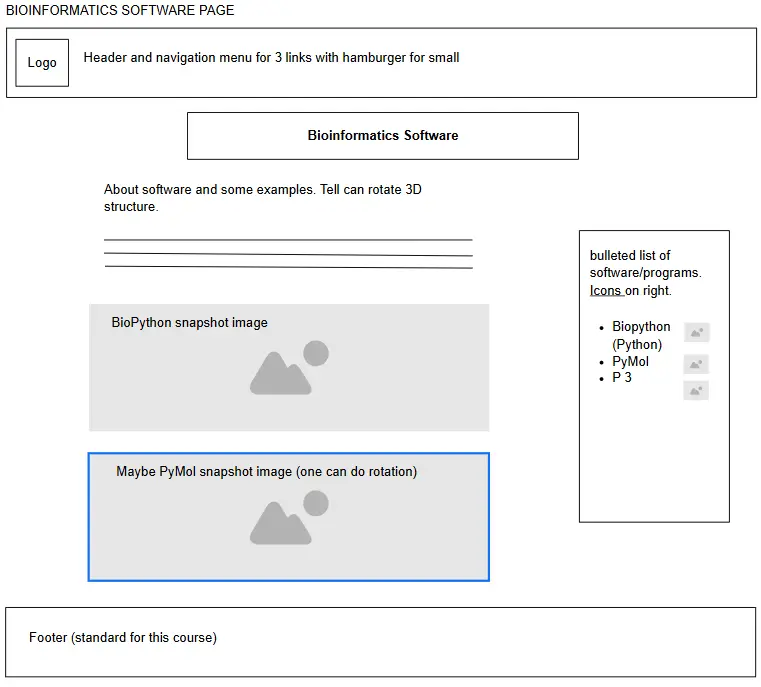 BIOINFORMATICS SOFTWARE PAGE
Logo
Header and navigation menu for 3 links with hamburger for small
Bioinformatics Software
About software and some examples. Tell can rotate 3D
structure.
BioPython snapshot image
Maybe PyMol snapshot image (one can do rotation)
bulleted list of
software/programs.
Icons on right.
• Biopython
(Python)
• PyMol
• P 3
Footer (standard for this course)